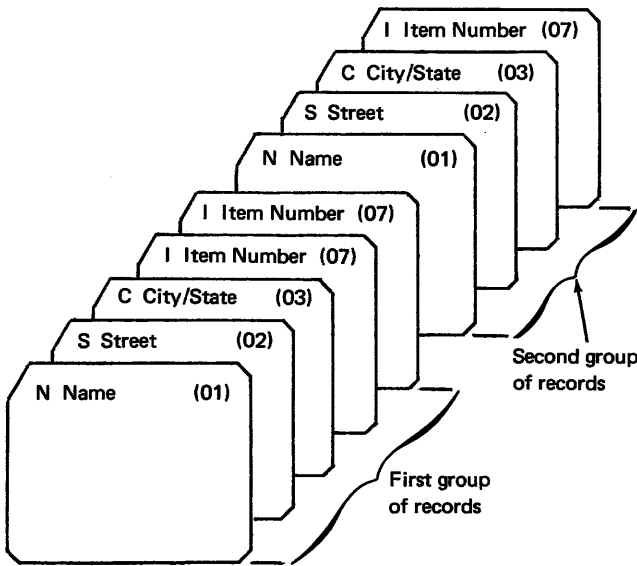 I Item Number (07)
C City/State (03)
S Street (02)
N Name (01)
I Item Number (07)
I Item Number (07)
C City/State (03)
S Street (02)
N Name (01)
Second group
of records
First group
of records